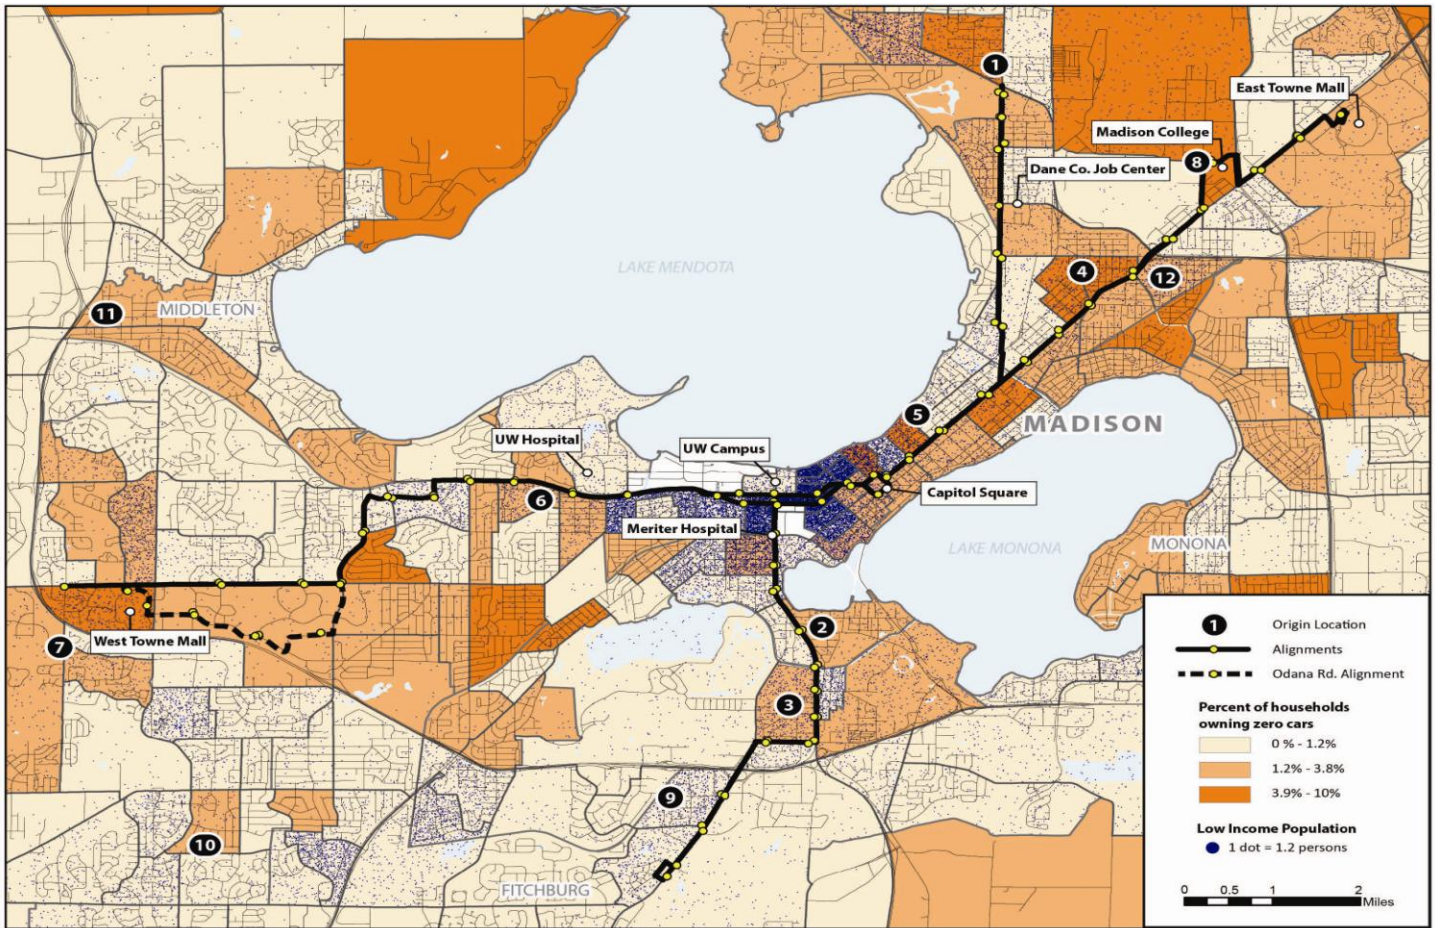 1
East Towne Mall
Madison College
8
Dane Co. Job Center
LAKE MENDOTA
4
12
11
MIDDLETON
5
MADISON
UW Hospital
UW Campus
6
Capitol Square
Meriter Hospital
LAKE MONONA
MONONA
2
West Towne Mall
7
3
9
10
FITCHBURG
1 Origin Location
Alignments
Odana Rd. Alignment
Percent of households
owning zero cars
0 % - 1.2%
1.2% - 3.8%
3.9% - 10%
Low Income Population
1 dot = 1.2 persons
0 0.5 1 2
Miles